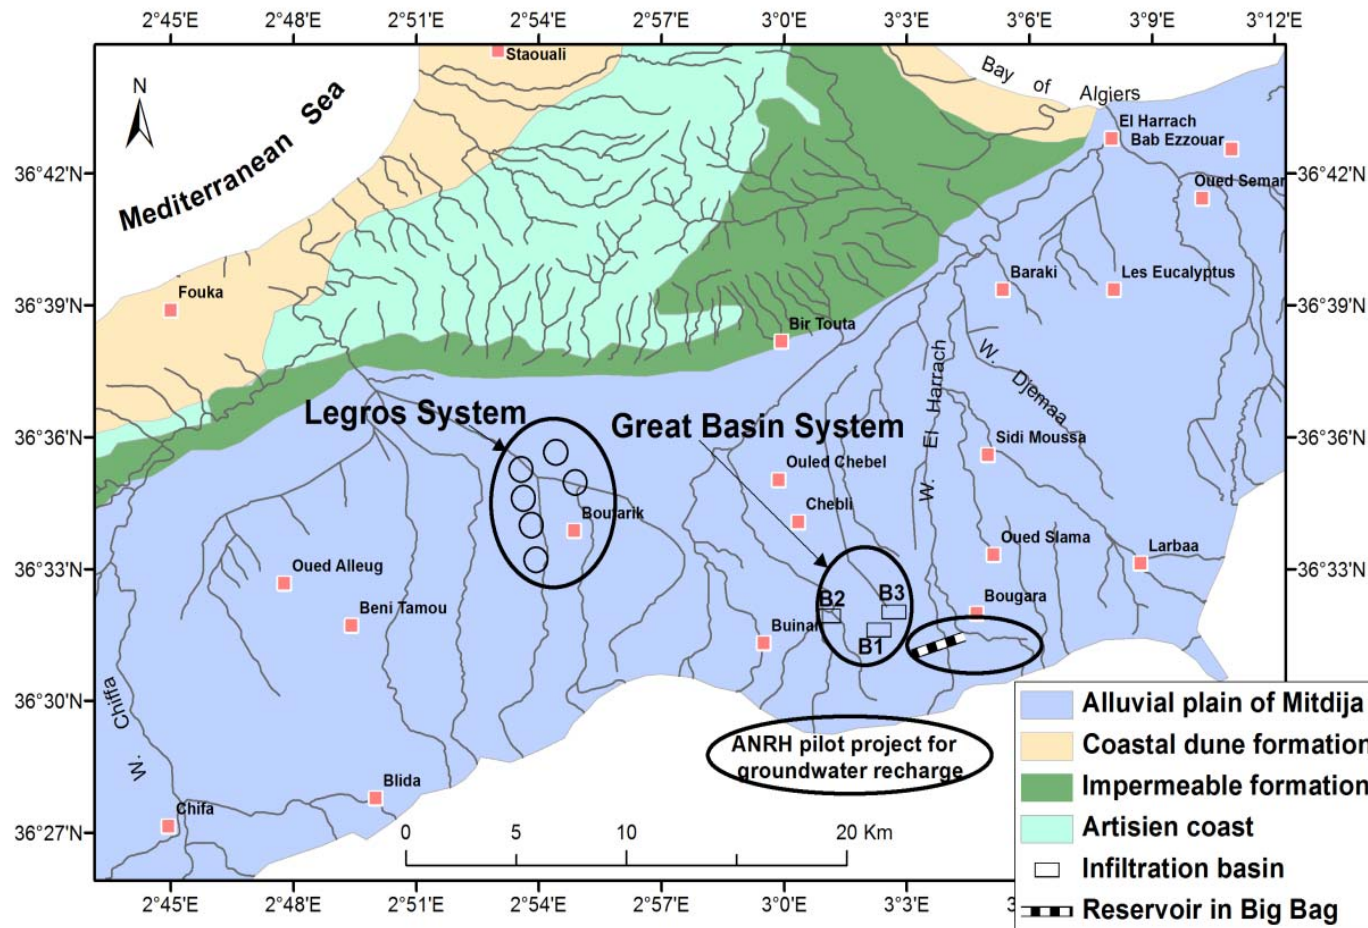 2°45'E 2°48'E 2°51'E 2°54'E 2°57'E 3°0'E 3°3'E 3°6'E 3°9'E 3°12'E
Staouali
Bay of Algiers
N
Mediterranean Sea
El Harrach
Bab Ezzouar
36°42'N 36°42'N
Oued Semar
Baraki Les Eucalyptus
Fouka
36°39'N 36°39'N
Bir Touta
W. El Harrach
W. Djemaa
Legros System
Great Basin System
36°36'N 36°36'N
Sidi Moussa
Ouled Chebel
Chebli
Boufarik
Oued Slama Larbaa
36°33'N 36°33'N
Oued Alleug
Beni Tamou
B2 B3 Bougara
Buinan
B1
W. Chiffa
36°30'N
Alluvial plain of Mitdija
ANRH pilot project for
groundwater recharge
Coastal dune formation
Blida
Impermeable formation
Chifa
36°27'N
0 5 10 20 Km
Artisien coast
Infiltration basin
2°45'E 2°48'E 2°51'E 2°54'E 2°57'E 3°0'E 3°3'E
Reservoir in Big Bag